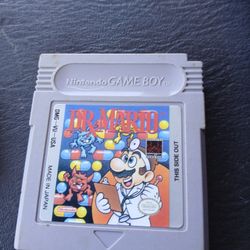 Nintendo GAME BOY
DR. MARIO
DMG-VU-USA
MADE IN JAPAN
THIS SIDE OUT